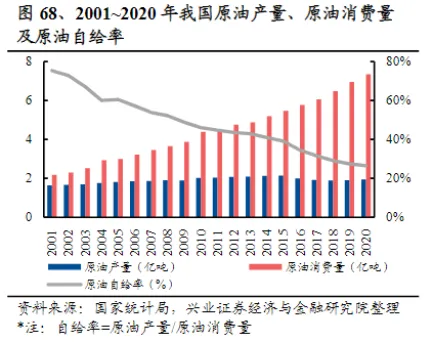 图 68、2001~2020 年我国原油产量、原油消费量
及原油自给率
8 80%
6 60%
4 40%
2 20%
0 0%
2001 2002 2003 2004 2005 2006 2007 2008 2009 2010 2011 2012 2013 2014 2015 2016 2017 2018 2019 2020
原油产量（亿吨） 原油消费量（亿吨）
原油自给率（%）
资料来源：国家统计局，兴业证券经济与金融研究院整理
*注：自给率=原油产量/原油消费量